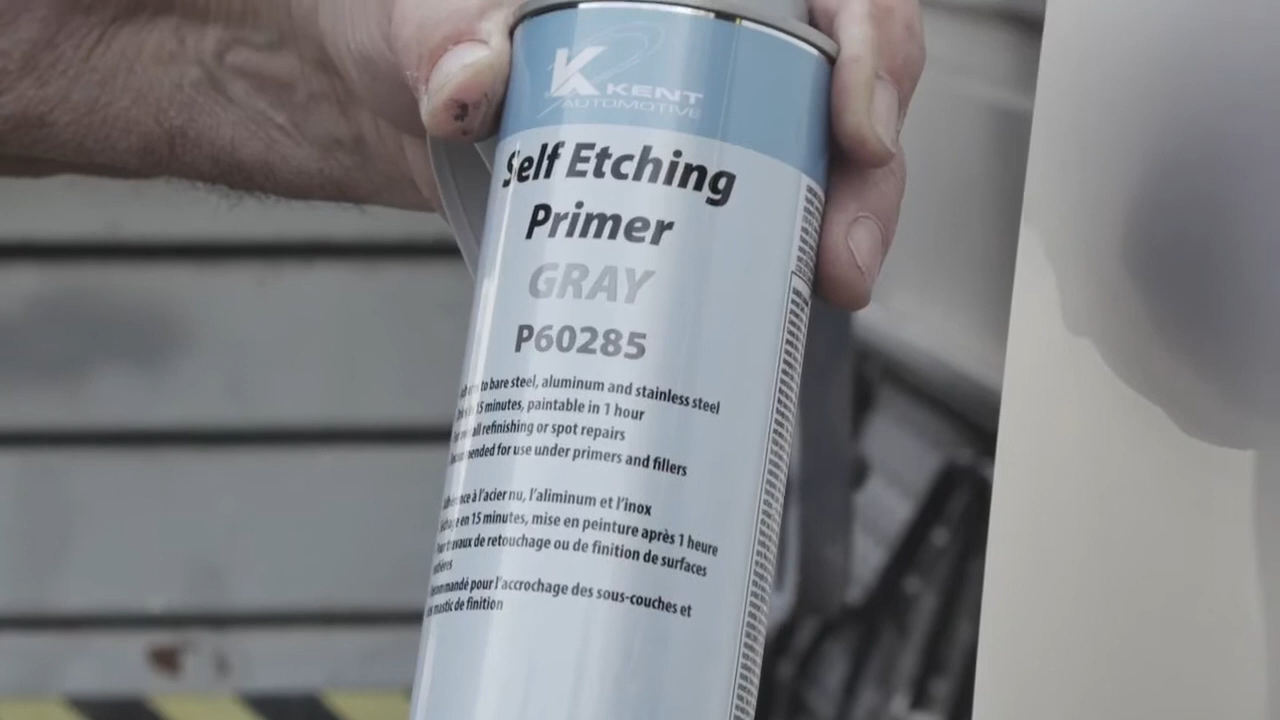 K KENT
AUTOMOTIVE
Self Etching
Primer
GRAY
P60285
to bare steel, aluminum and stainless steel
15 minutes, paintable in 1 hour
all refinishing or spot repairs
for use under primers and fillers
à l'acier nu, l'aluminum et l'inox
en 15 minutes, mise en peinture après 1 heure
travaux de retouchage ou de finition de surfaces
pour l'accrochage des sous-couches et
mastic de finition